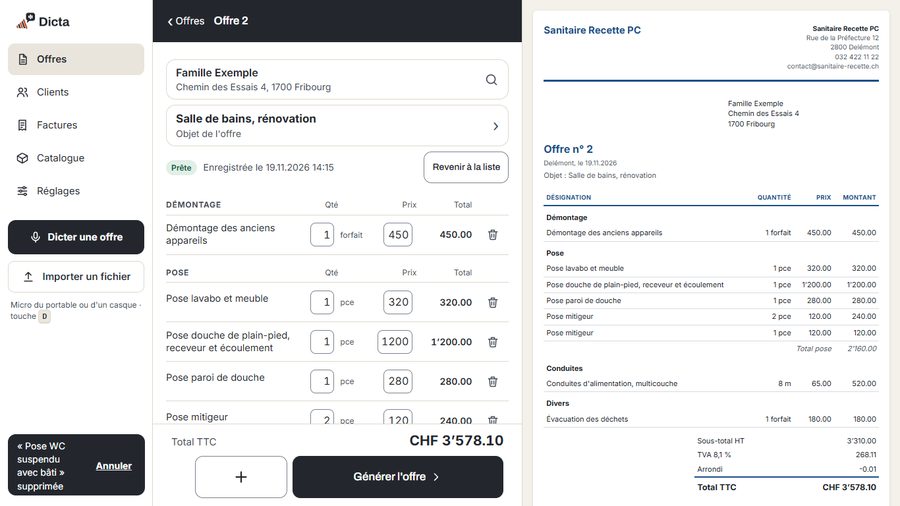 Dicta
Offres
Clients
Factures
Catalogue
Réglages
Dicter une offre
Importer un fichier
Micro du portable ou d'un casque ·
touche D
« Pose WC
suspendu
avec bâti »
supprimée
Annuler
Offres Offre 2
Famille Exemple
Chemin des Essais 4, 1700 Fribourg
Salle de bains, rénovation
Objet de l'offre
Prête Enregistrée le 19.11.2026 14:15 Revenir à la liste
DÉMONTAGE Qté Prix Total
Démontage des anciens
appareils 1 forfait 450 450.00
POSE Qté Prix Total
Pose lavabo et meuble 1 pce 320 320.00
Pose douche de plain-pied,
receveur et écoulement 1 pce 1200 1'200.00
Pose paroi de douche 1 pce 280 280.00
Pose mitigeur 2 pce 120 240.00
Total TTC CHF 3'578.10
+ Générer l'offre
Sanitaire Recette PC
Sanitaire Recette PC
Rue de la Préfecture 12
2800 Delémont
032 422 11 22
contact@sanitaire-recette.ch
Famille Exemple
Chemin des Essais 4
1700 Fribourg
Offre n° 2
Delémont, le 19.11.2026
Objet : Salle de bains, rénovation
DÉSIGNATION QUANTITÉ PRIX MONTANT
Démontage
Démontage des anciens appareils 1 forfait 450.00 450.00
Pose
Pose lavabo et meuble 1 pce 320.00 320.00
Pose douche de plain-pied, receveur et écoulement 1 pce 1'200.00 1'200.00
Pose paroi de douche 1 pce 280.00 280.00
Pose mitigeur 2 pce 120.00 240.00
Pose mitigeur 1 pce 120.00 120.00
Total pose 2'160.00
Conduites
Conduites d'alimentation, multicouche 8 m 65.00 520.00
Divers
Évacuation des déchets 1 forfait 180.00 180.00
Sous-total HT 3'310.00
TVA 8,1 % 268.11
Arrondi -0.01
Total TTC CHF 3'578.10